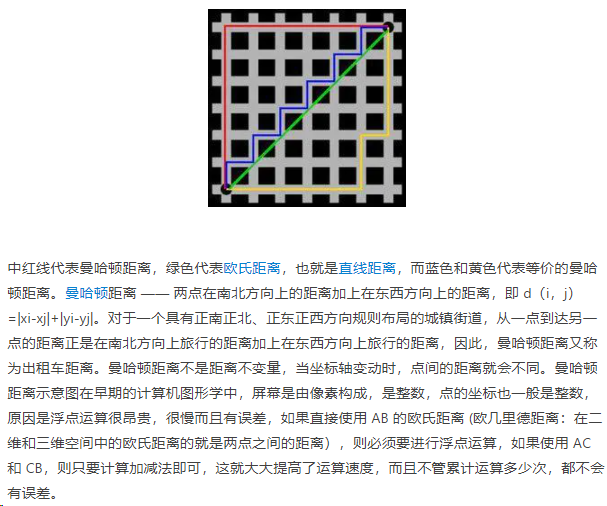 中红线代表曼哈顿距离，绿色代表欧氏距离，也就是直线距离，而蓝色和黄色代表等价的曼哈
顿距离。曼哈顿距离 —— 两点在南北方向上的距离加上在东西方向上的距离，即 d（i，j）
=|xi-xj|+|yi-yj|。对于一个具有正南正北、正东正西方向规则布局的城镇街道，从一点到达另一
点的距离正是在南北方向上旅行的距离加上在东西方向上旅行的距离，因此，曼哈顿距离又称
为出租车距离。曼哈顿距离不是距离不变量，当坐标轴变动时，点间的距离就会不同。曼哈顿
距离示意图在早期的计算机图形学中，屏幕是由像素构成，是整数，点的坐标也一般是整数，
原因是浮点运算很昂贵，很慢而且有误差，如果直接使用 AB 的欧氏距离 (欧几里德距离：在二
维和三维空间中的欧氏距离的就是两点之间的距离），则必须要进行浮点运算，如果使用 AC
和 CB，则只要计算加减法即可，这就大大提高了运算速度，而且不管累计运算多少次，都不会
有误差。